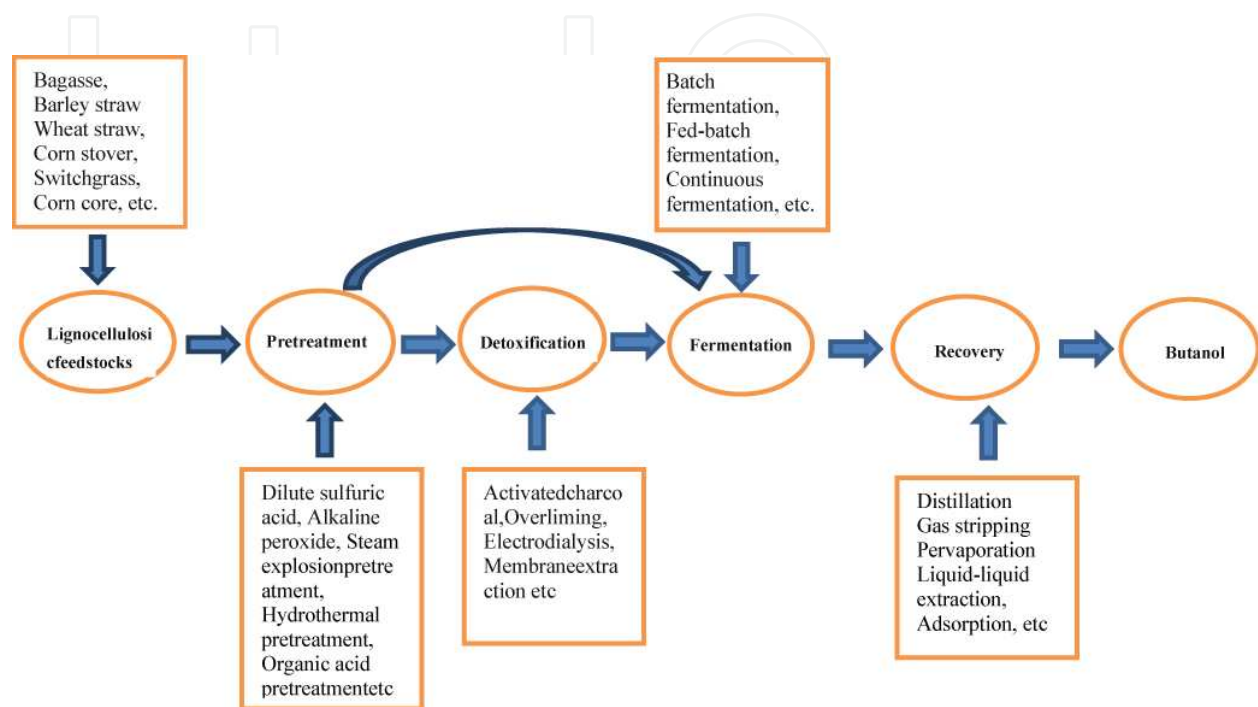 Bagasse,
Barley straw
Wheat straw,
Corn stover,
Switchgrass,
Corn core, etc.
Batch
fermentation,
Fed-batch
fermentation,
Continuous
fermentation, etc.
Lignocellulosi
cfeedstocks
Pretreatment
Detoxification
Fermentation
Recovery
Butanol
Dilute sulfuric
acid, Alkaline
peroxide, Steam
explosionpretre
atment,
Hydrothermal
pretreatment,
Organic acid
pretreatmentetc
Activatedcharco
al,Overliming,
Electrodialysis,
Membraneextra
ction etc
Distillation
Gas stripping
Pervaporation
Liquid-liquid
extraction,
Adsorption, etc